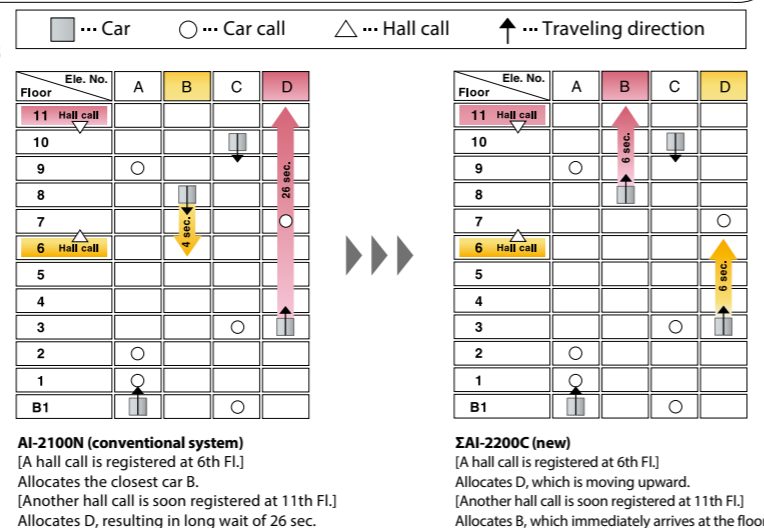 ··· Car ··· Car call ··· Hall call ··· Traveling direction
Ele. No.
Floor A B C D
11 Hall call
10
9
8
7
6 Hall call
5
4
3
2
1
B1
4 sec.
26 sec.
AI-2100N (conventional system)
[A hall call is registered at 6th Fl.]
Allocates the closest car B.
[Another hall call is soon registered at 11th Fl.]
Allocates D, resulting in long wait of 26 sec.
Ele. No.
Floor A B C D
11 Hall call
10
9
8
7
6 Hall call
5
4
3
2
1
B1
6 sec.
6 sec.
ΣAI-2200C (new)
[A hall call is registered at 6th Fl.]
Allocates D, which is moving upward.
[Another hall call is soon registered at 11th Fl.]
Allocates B, which immediately arrives at the floor